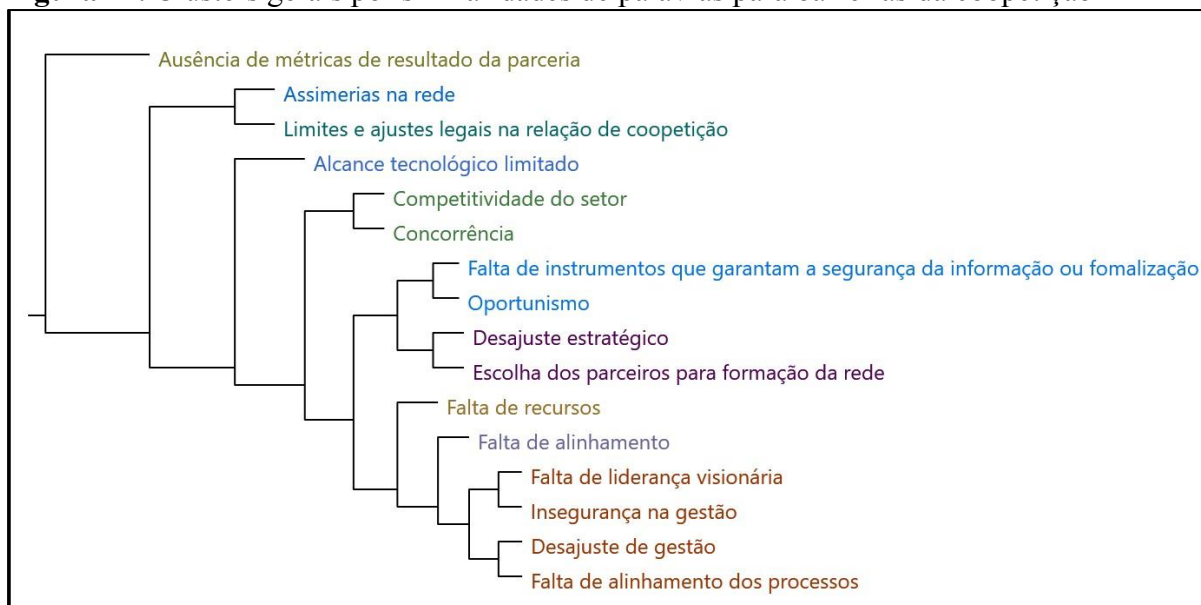 Ausência de métricas de resultado da parceria
Assimerias na rede
Limites e ajustes legais na relação de coopetição
Alcance tecnológico limitado
Competitividade do setor
Concorrência
Falta de instrumentos que garantam a segurança da informação ou fomalização
Oportunismo
Desajuste estratégico
Escolha dos parceiros para formação da rede
Falta de recursos
Falta de alinhamento
Falta de liderança visionária
Insegurança na gestão
Desajuste de gestão
Falta de alinhamento dos processos